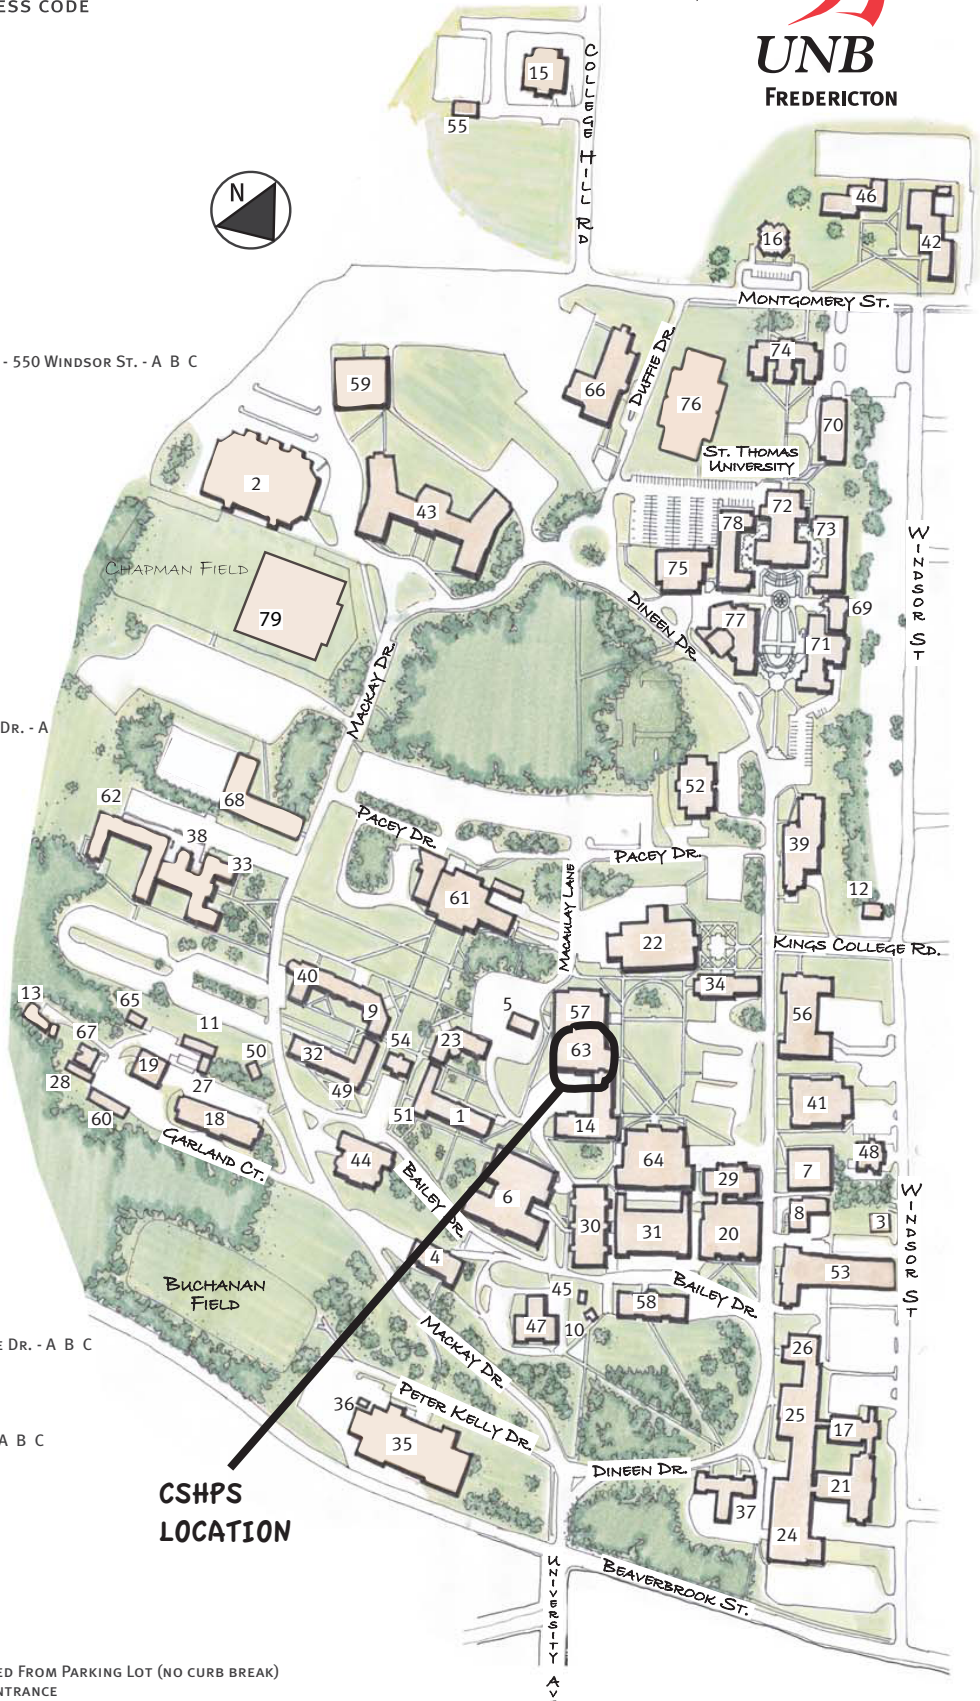 ESS CODE
UNB
FREDERICTON
COLLEGE HILL RD
15
55
N
46
16
42
MONTGOMERY ST.
- 550 WINDSOR ST. - A B C
59
66
DUFFIE DR.
74
76
70
ST. THOMAS
UNIVERSITY
2
43
72
78
73
WINDSOR ST
CHAPMAN FIELD
75
79
DINEEN DR.
77
69
71
MACKAY DR.
DR. - A
52
62
68
38
33
PACEY DR.
PACEY DR.
39
61
MACAULAY LANE
12
22
KINGS COLLEGE RD.
40
34
13
65
9
5
57
56
67
11
54
23
32
63
19
50
28
27
49
41
60
18
51
1
14
GARLAND CT.
44
64
48
BAILEY DR.
29
7
6
WINDSOR ST
30
31
20
8
3
4
53
BUCHANAN
FIELD
45
58
BAILEY DR.
47
10
MACKAY DR.
E DR. - A B C
26
36
PETER KELLY DR.
25
17
35
A B C
DINEEN DR.
21
CSHPS
LOCATION
37
24
UNIVERSITY AV
BEAVERBROOK ST.
ED FROM PARKING LOT (NO CURB BREAK)
NTRANCE